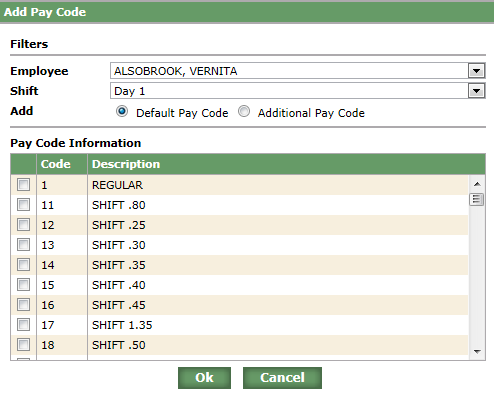 Add Pay Code
Filters
Employee ALSOBROOK, VERNITA
Shift Day 1
Add Default Pay Code Additional Pay Code
Pay Code Information
Code Description
1 REGULAR
11 SHIFT .80
12 SHIFT .25
13 SHIFT .30
14 SHIFT .35
15 SHIFT .40
16 SHIFT .45
17 SHIFT 1.35
18 SHIFT .50
Ok Cancel